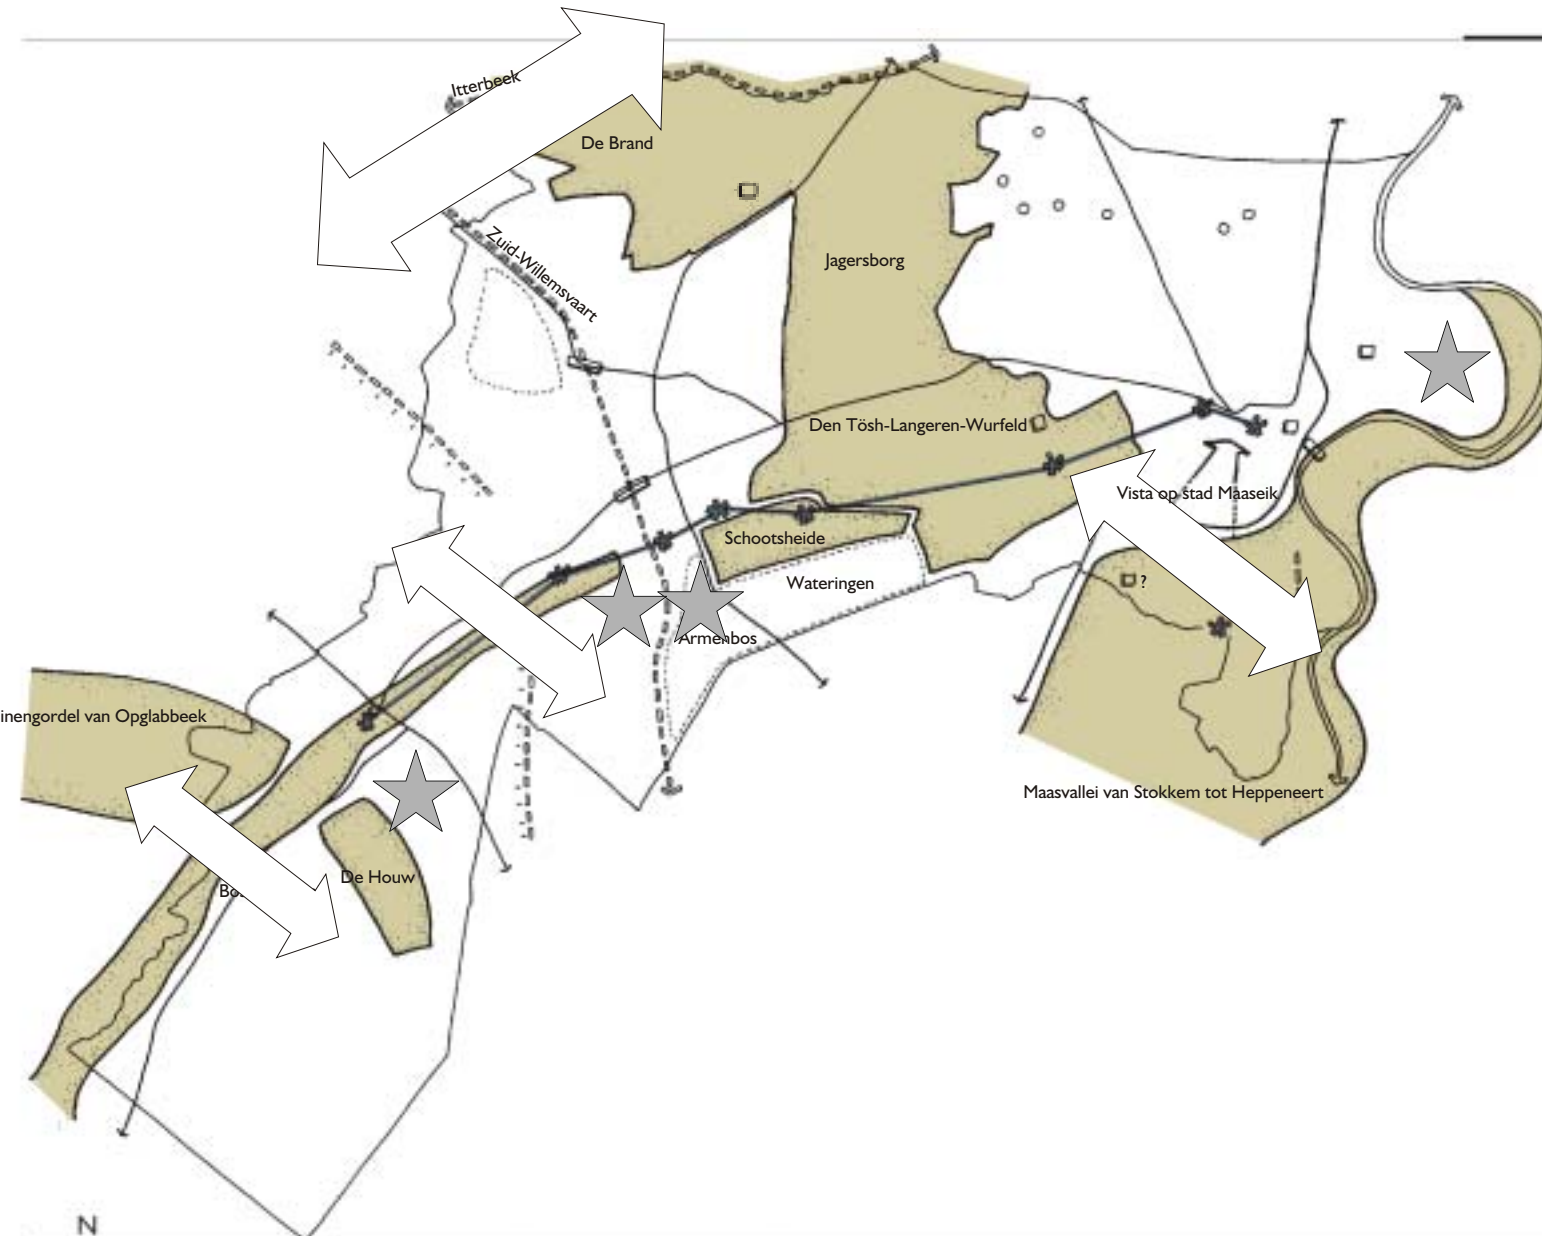 Itterbeek
De Brand
Zuid-Willemsvaart
Jagersborg
Den Tösh-Langeren-Wurfeld
Vista op stad Maaseik
Schootsheide
Wateringen
?
Armenbos
inengordel van Opglabbeek
Maasvallei van Stokkem tot Heppeneert
De Houw
N